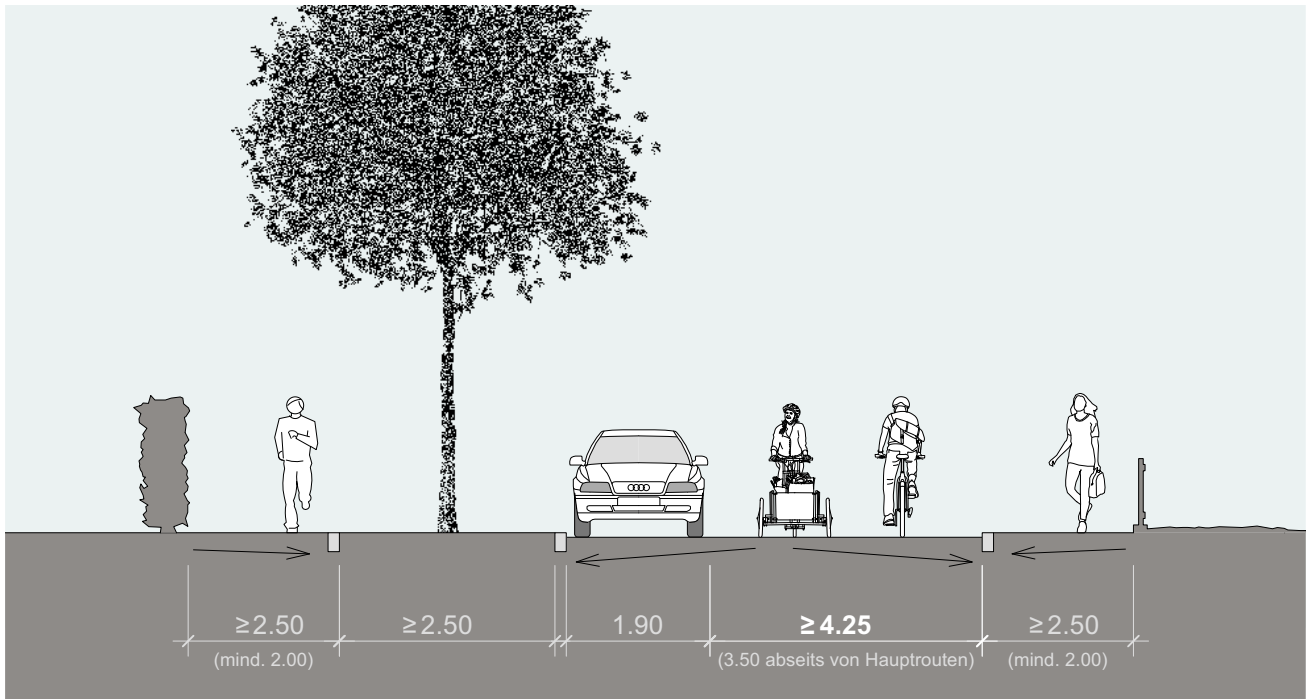 ≥2.50 ≥2.50 1.90 ≥4.25 ≥2.50
(mind. 2.00) (3.50 abseits von Hauptrouten) (mind. 2.00)